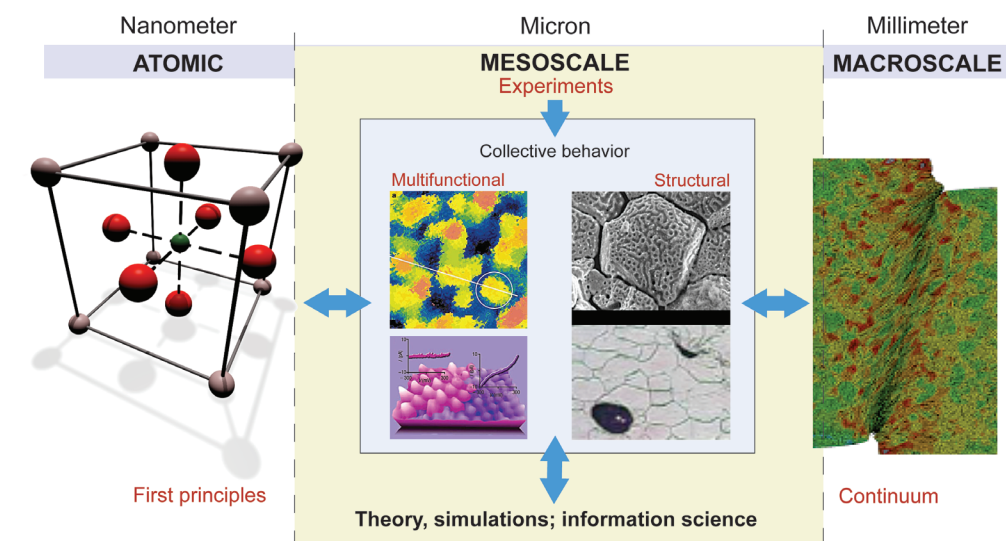 Nanometer
Micron
Millimeter
ATOMIC
MESOSCALE
MACROSCALE
Experiments
Collective behavior
Multifunctional
Structural
a
First principles
Continuum
Theory, simulations; information science